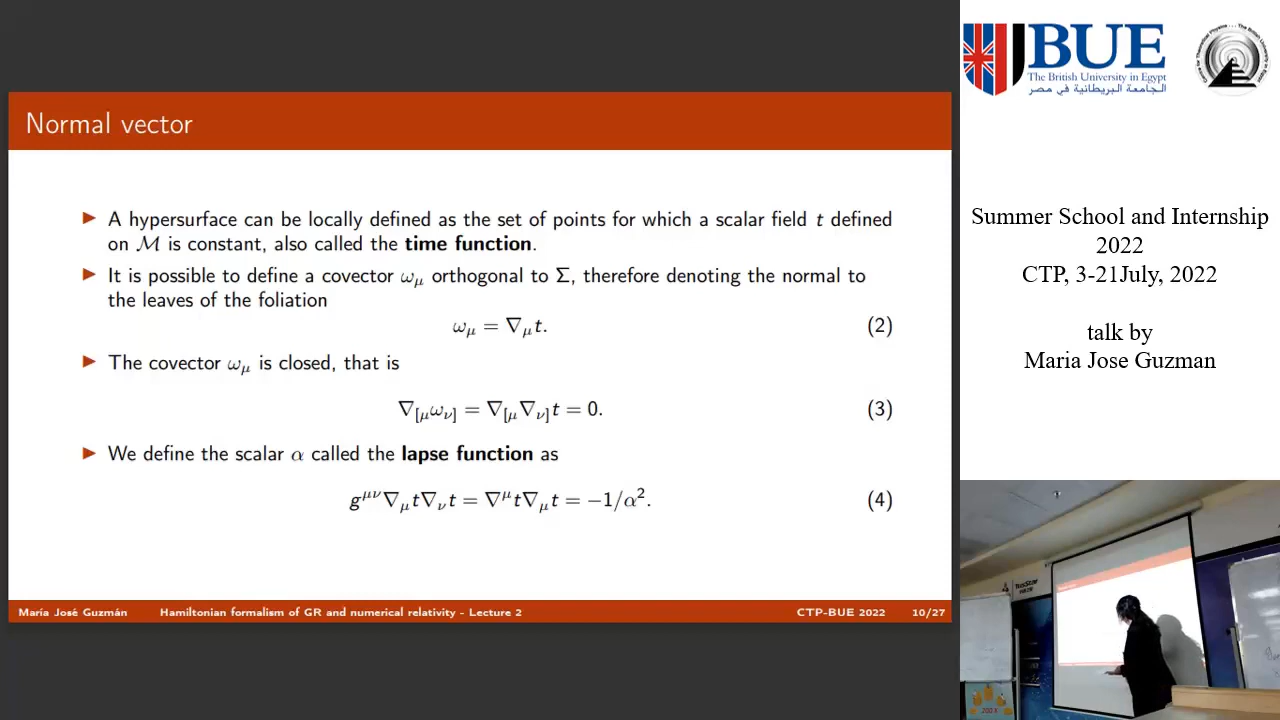 Normal vector
▶ A hypersurface can be locally defined as the set of points for which a scalar field t defined
on ℳ is constant, also called the time function.
▶ It is possible to define a covector ω_μ orthogonal to Σ, therefore denoting the normal to
the leaves of the foliation
ω_μ = ∇_μ t. (2)
▶ The covector ω_μ is closed, that is
∇_[μ ω_ν] = ∇_[μ ∇_ν] t = 0. (3)
▶ We define the scalar α called the lapse function as
g^{μν} ∇_μ t ∇_ν t = ∇^μ t ∇_μ t = −1/α². (4)
María José Guzmán Hamiltonian formalism of GR and numerical relativity - Lecture 2 CTP-BUE 2022 10/27
BUE
The British University in Egypt
الجامعة البريطانية في مصر
Summer School and Internship
2022
CTP, 3-21July, 2022
talk by
Maria Jose Guzman